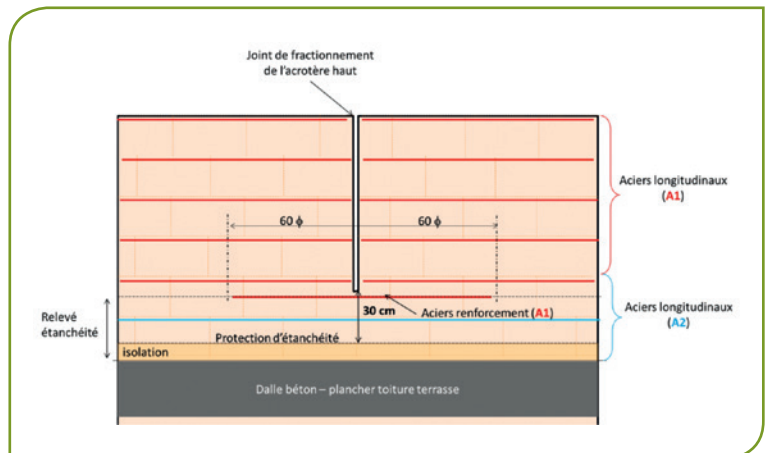 Joint de fractionnement
de l'acrotère haut
Aciers longitudinaux
(A1)
60 ϕ
60 ϕ
30 cm
Aciers renforcement (A1)
Relevé
étanchéité
Aciers longitudinaux
(A2)
Protection d'étanchéité
isolation
Dalle béton – plancher toiture terrasse